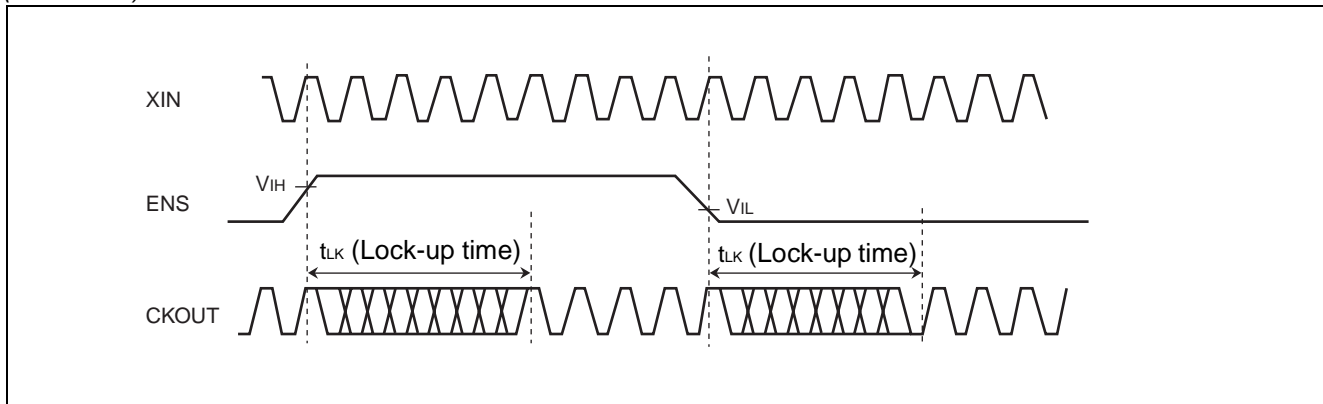 XIN
VIH
ENS
VIL
tLK (Lock-up time)
tLK (Lock-up time)
CKOUT